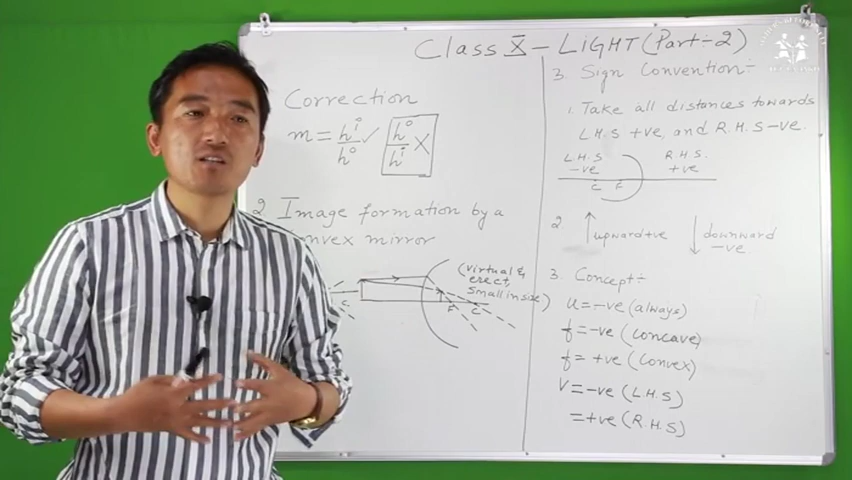 Class X - LiGHT (Part-2)
Correction
m = hⁱ/hᵒ ✓ hᵒ/hⁱ X
2 Image formation by a
nvex mirror
(virtual &
erect,
small in size)
C
F
C
3. Sign Convention:-
1. Take all distances towards
L.H.S +ve and R.H.S -ve.
L.H.S R.H.S.
-ve +ve
C F
2 ↑ upward +ve ↓ downward
-ve.
3. Concept:-
u = -ve (always)
f = -ve (Concave)
f = +ve (Convex)
V = -ve (L.H.S)
= +ve (R.H.S)